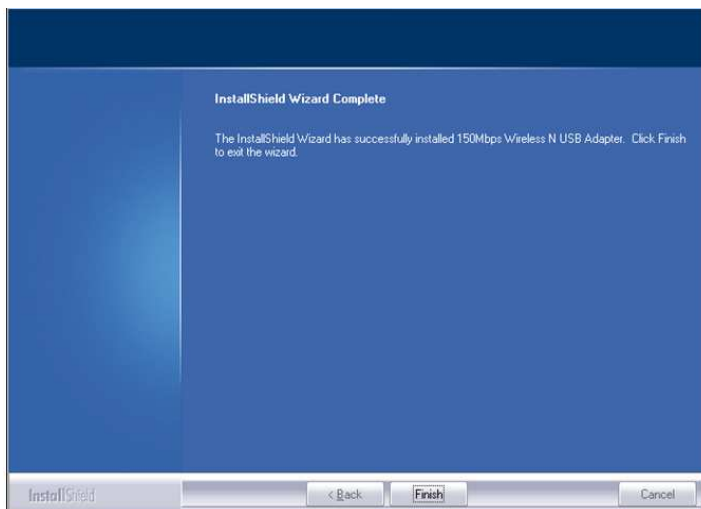 InstallShield Wizard Complete
The InstallShield Wizard has successfully installed 150Mbps Wireless N USB Adapter. Click Finish
to exit the wizard.
InstallShield
< Back
Finish
Cancel